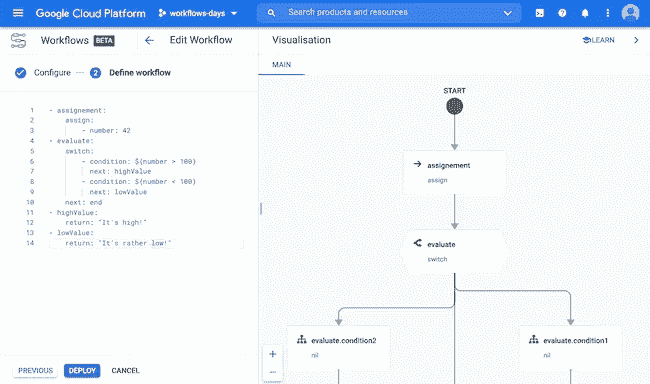 Google Cloud Platform
workflows-days
Search products and resources
Workflows BETA
Edit Workflow
Visualisation
LEARN
Configure
2 Define workflow
MAIN
1 - assignement:
2 assign:
3 - number: 42
4 - evaluate:
5 switch:
6 - condition: ${number > 100}
7 next: highValue
8 - condition: ${number < 100}
9 next: lowValue
10 next: end
11 - highValue:
12 return: "It's high!"
13 - lowValue:
14 return: "It's rather low!"
START
assignement
assign
evaluate
switch
evaluate.condition2
nil
evaluate.condition1
nil
+
−
PREVIOUS
DEPLOY
CANCEL